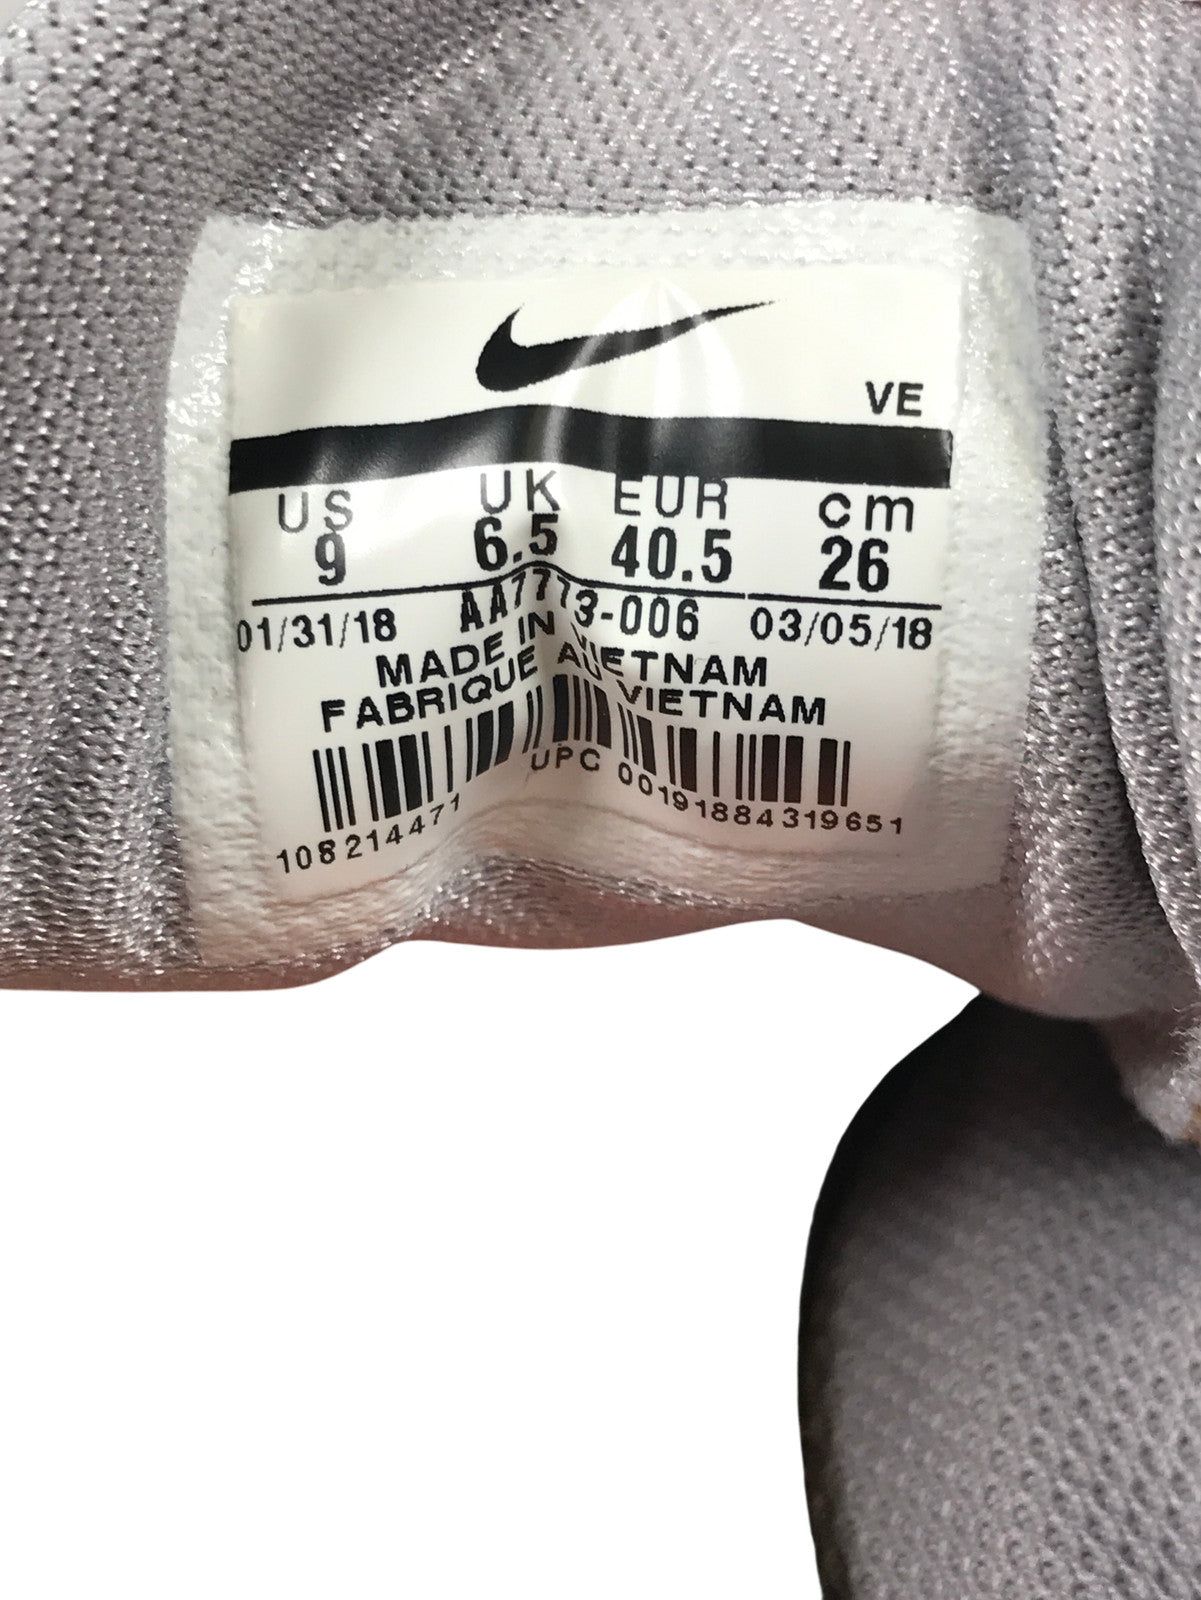 VE
US UK EUR cm
9 6.5 40.5 26
01/31/18 AA7773-006 03/05/18
MADE IN VIETNAM
FABRIQUE AU VIETNAM
108214471 UPC 00191884319651